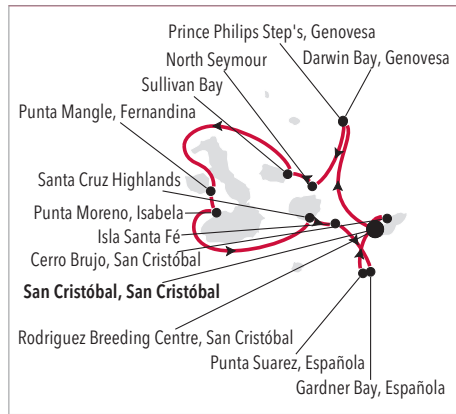 Prince Philips Step's, Genovesa
North Seymour
Darwin Bay, Genovesa
Sullivan Bay
Punta Mangle, Fernandina
Santa Cruz Highlands
Punta Moreno, Isabela
Isla Santa Fé
Cerro Brujo, San Cristóbal
San Cristóbal, San Cristóbal
Rodriguez Breeding Centre, San Cristóbal
Punta Suarez, Española
Gardner Bay, Española